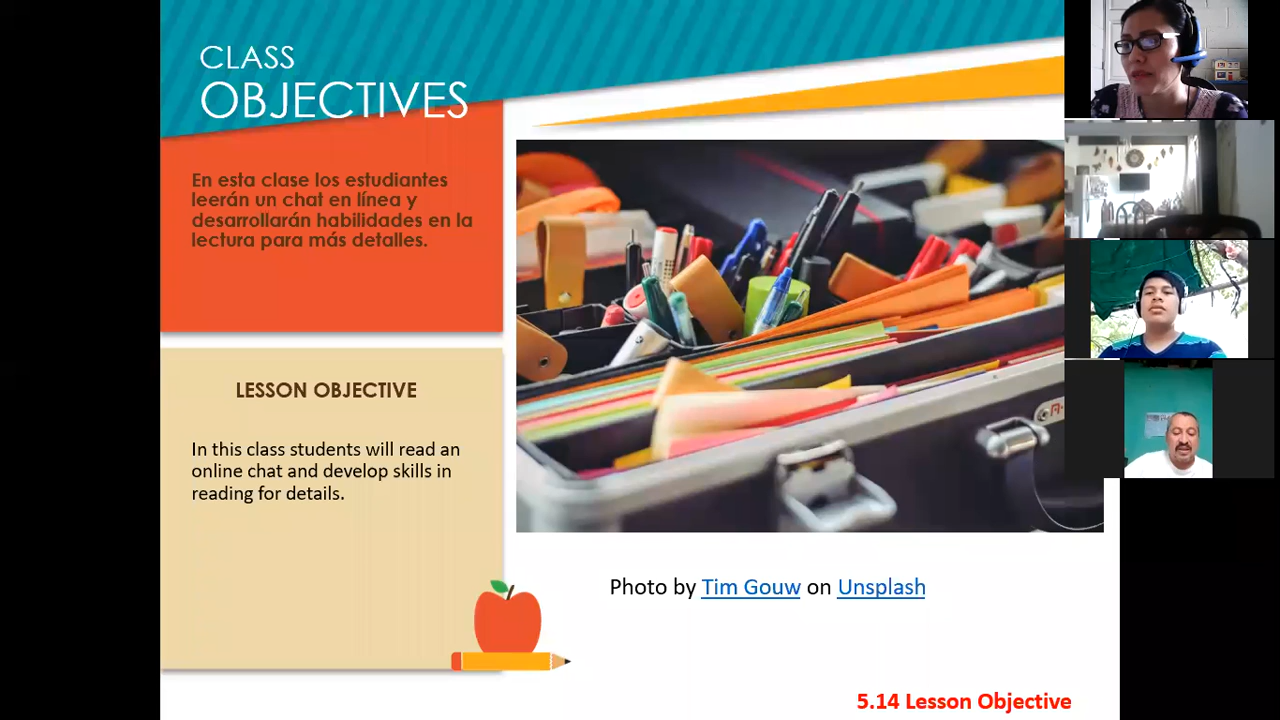 CLASS
OBJECTIVES
En esta clase los estudiantes
leerán un chat en línea y
desarrollarán habilidades en la
lectura para más detalles.
LESSON OBJECTIVE
In this class students will read an
online chat and develop skills in
reading for details.
Photo by Tim Gouw on Unsplash
5.14 Lesson Objective